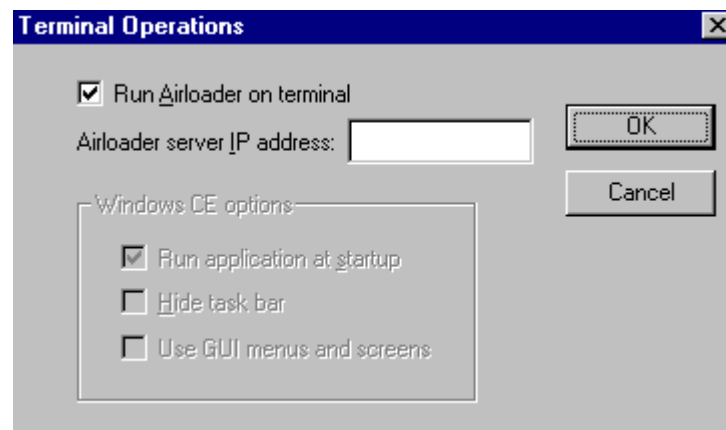 Terminal Operations
Run Airloader on terminal
Airloader server IP address:
OK
Cancel
Windows CE options
Run application at startup
Hide task bar
Use GUI menus and screens